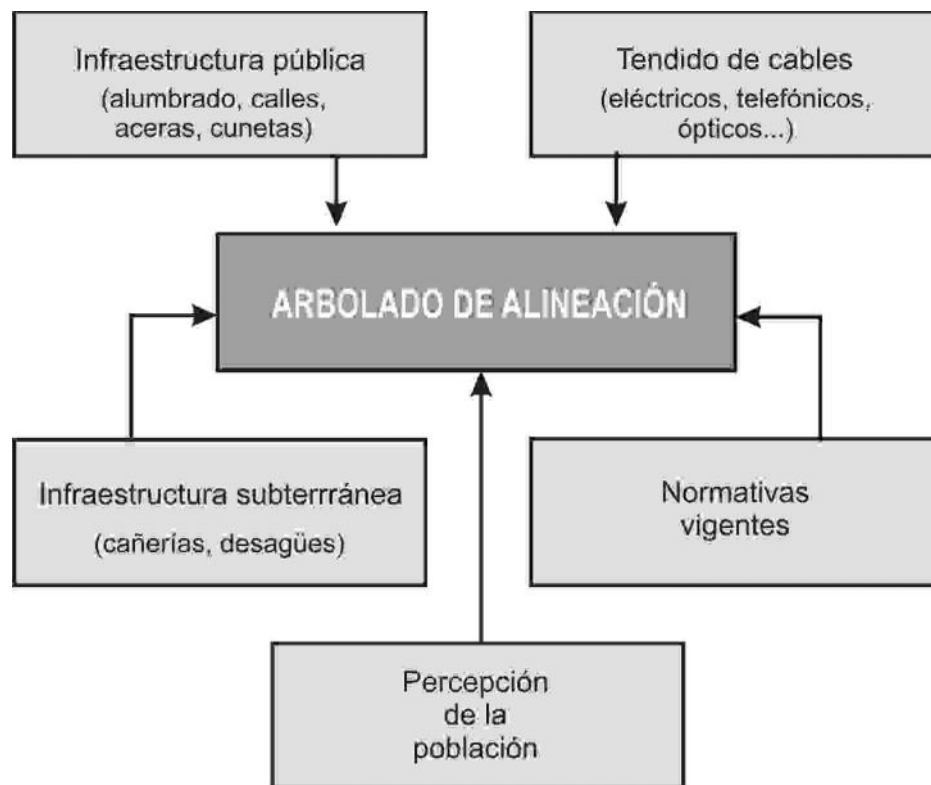 Infraestructura pública
(alumbrado, calles,
aceras, cunetas)
Tendido de cables
(eléctricos, telefónicos,
ópticos...)
ARBOLADO DE ALINEACIÓN
Infraestructura subterrránea
(cañerías, desagües)
Normativas
vigentes
Percepción
de la
población